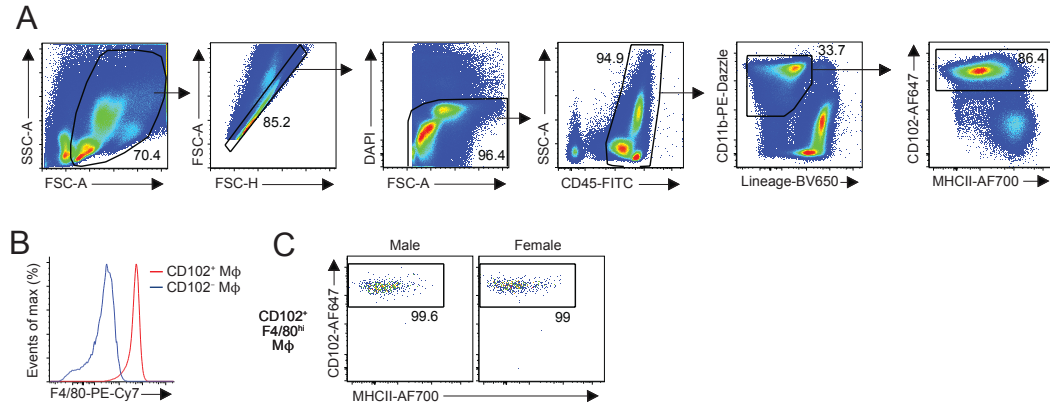 A
SSC-A
70.4
FSC-A
FSC-A
85.2
FSC-H
DAPI
96.4
FSC-A
SSC-A
94.9
CD45-FITC
CD11b-PE-Dazzle
33.7
Lineage-BV650
CD102-AF647
86.4
MHCII-AF700
B
Events of max (%)
CD102⁺ Mϕ
CD102⁻ Mϕ
F4/80-PE-Cy7
C
Male
Female
CD102⁺
F4/80ʰⁱ
Mϕ
CD102-AF647
99.6
99
MHCII-AF700